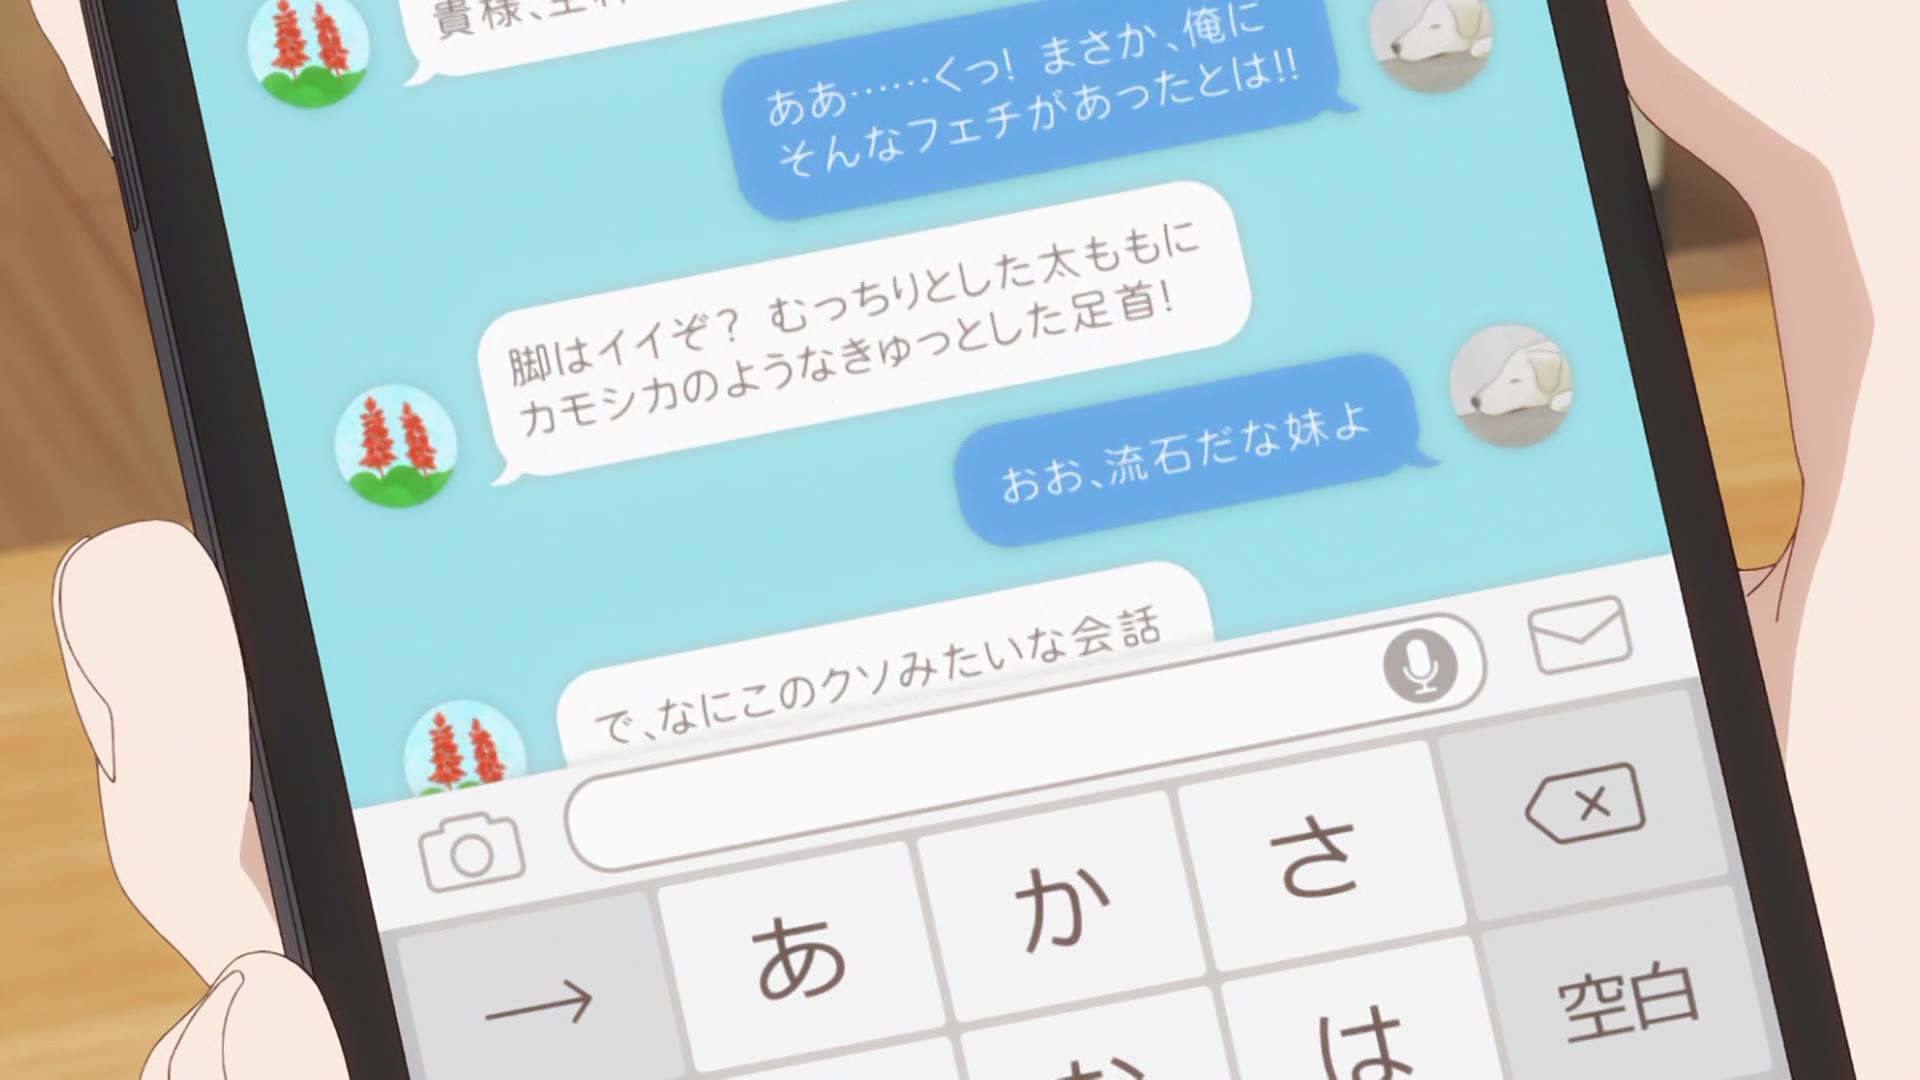 貴様、
ああ……くっ! まさか、俺に
そんなフェチがあったとは!!
脚はイイぞ? むっちりとした太ももに
カモシカのようなきゅっとした足首!
おお、流石だな妹よ
で、なにこのクソみたいな会話
→
あ
か
さ
は
空白